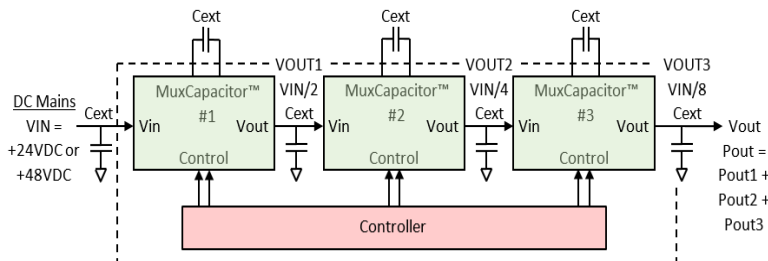 Cext
Cext
Cext
VOUT1
VOUT2
VOUT3
DC Mains
VIN =
+24VDC or
+48VDC
Cext
MuxCapacitor™
#1
Vin
Vout
Control
VIN/2
Cext
MuxCapacitor™
#2
Vin
Vout
Control
VIN/4
Cext
MuxCapacitor™
#3
Vin
Vout
Control
VIN/8
Cext
Vout
Pout =
Pout1 +
Pout2 +
Pout3
Controller